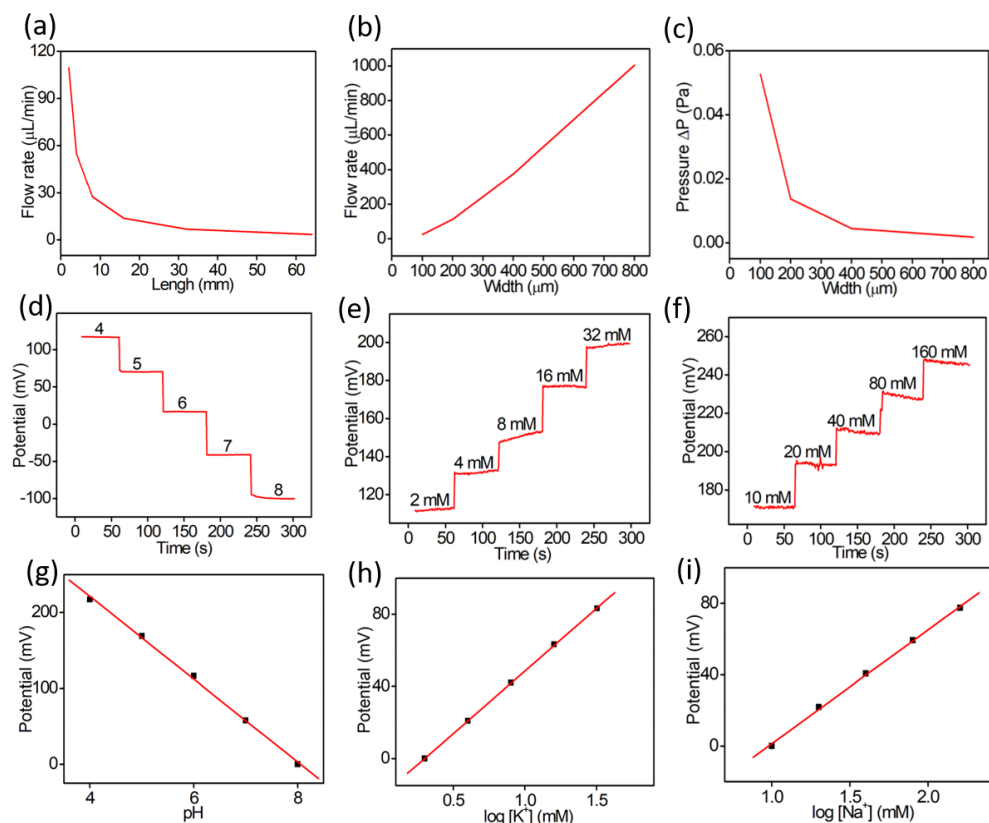 (a)
120
90
60
30
0
Flow rate (μL/min)
0 10 20 30 40 50 60
Lengh (mm)
(b)
1000
800
600
400
200
0
Flow rate (μL/min)
0 100 200 300 400 500 600 700 800
Width (μm)
(c)
0.06
0.04
0.02
0.00
Pressure ΔP (Pa)
0 100 200 300 400 500 600 700 800
Width (μm)
(d)
100
50
0
-50
-100
Potential (mV)
4
5
6
7
8
0 50 100 150 200 250 300
Time (s)
(e)
200
180
160
140
120
Potential (mV)
32 mM
16 mM
8 mM
4 mM
2 mM
0 50 100 150 200 250 300
Time (s)
(f)
260
240
220
200
180
Potential (mV)
160 mM
80 mM
40 mM
20 mM
10 mM
0 50 100 150 200 250 300
Time (s)
(g)
200
100
0
Potential (mV)
4 6 8
pH
(h)
80
40
0
Potential (mV)
0.5 1.0 1.5
log [K⁺] (mM)
(i)
80
40
0
Potential (mV)
1.0 1.5 2.0
log [Na⁺] (mM)